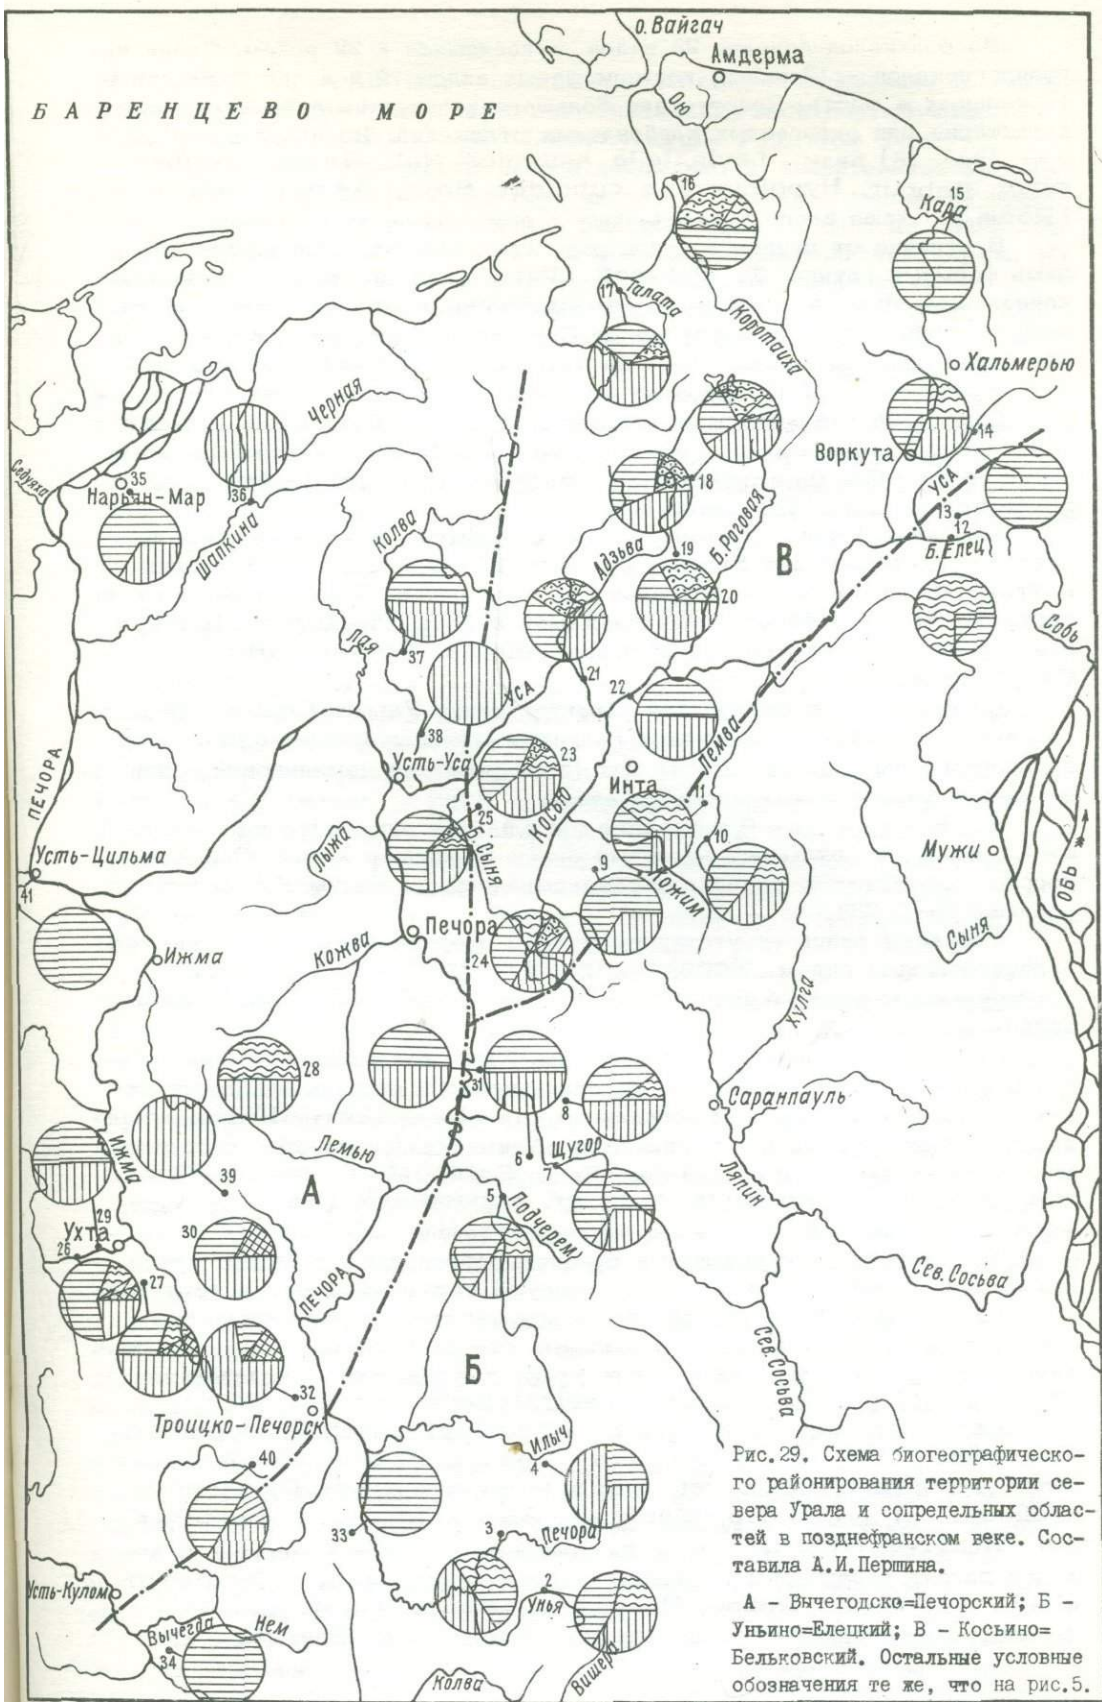 о. Вайгач
Амдерма
БАРЕНЦЕВО МОРЕ
Ою
16
15
Кара
17
Талата
Коротаиха
Хальмерью
Черная
14
Воркута
Седуяха
35
Нарьян-Мар
36
УСА
18
13
12
Шапкина
Колва
Адзьва
Б.Роговая
В
Б.Елец
19
20
Собь
Лая
37
21
22
УСА
38
Лемва
Усть-Уса
23
ПЕЧОРА
Инта
25
Косью
11
Лыжа
Б.Сыня
10
Мужи
ОБЬ
Усть-Цильма
41
9
Кожим
Печора
Сыня
Ижма
Кожва
24
Хулга
28
31
8
Саранпауль
Ижма
Лемью
6
7
Щугор
39
А
5
Подчерем
Ляпин
29
Ухта
30
26
27
ПЕЧОРА
Сев.Сосьва
Сев.Сосьва
Б
32
Троицко-Печорск
Илыч
40
4
33
3
Печора
2
Унья
Усть-Кулом
Вычегда
Нем
34
Колва
Вишера
Рис.29. Схема биогеографическо-
го районирования территории се-
вера Урала и сопредельных облас-
тей в позднефранском веке. Сос-
тавила А.И.Першина.
А - Вычегодско=Печорский; Б -
Уньино=Елецкий; В - Косьино=
Бельковский. Остальные условные
обозначения те же, что на рис.5.